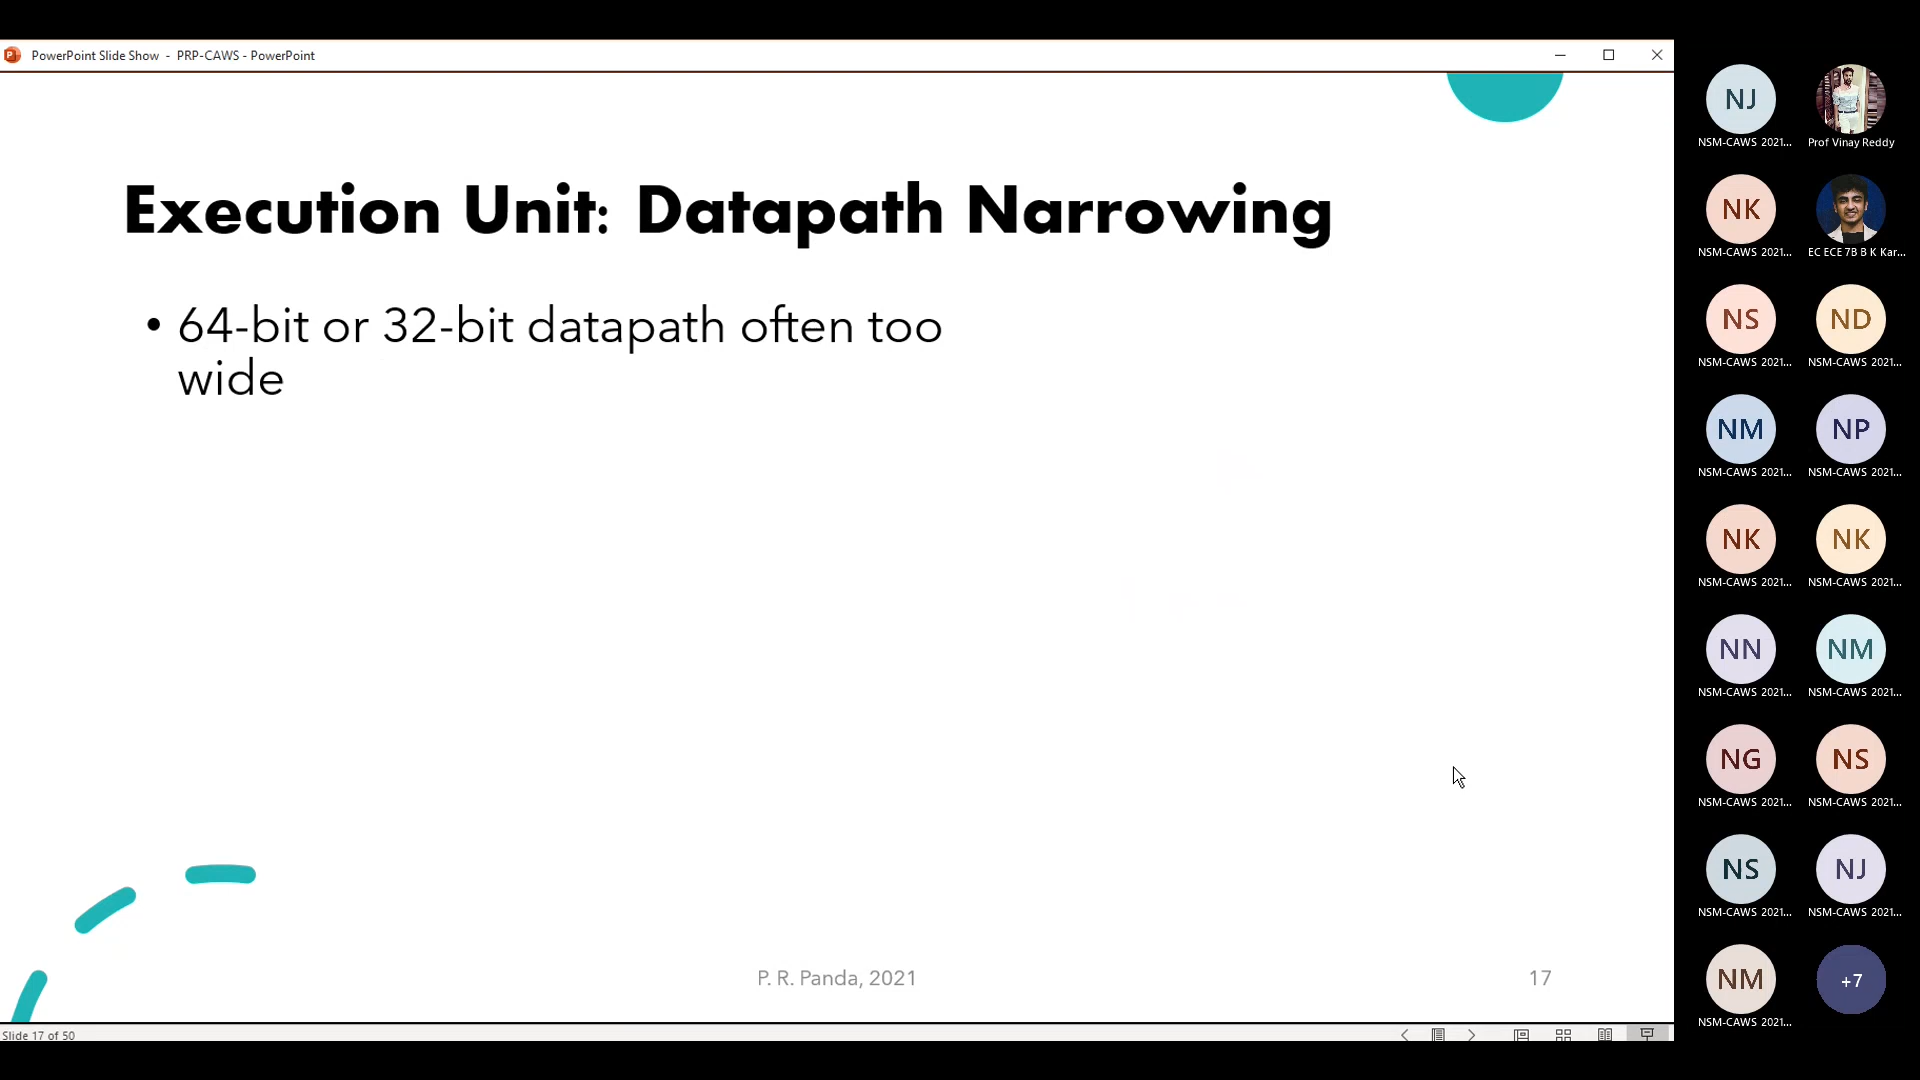 PowerPoint Slide Show - PRP-CAWS - PowerPoint
Execution Unit: Datapath Narrowing
• 64-bit or 32-bit datapath often too
wide
P. R. Panda, 2021
17
Slide 17 of 50
NJ
NSM-CAWS 2021...
Prof Vinay Reddy
NK
NSM-CAWS 2021...
EC ECE 7B B K Kar...
NS
NSM-CAWS 2021...
ND
NSM-CAWS 2021...
NM
NSM-CAWS 2021...
NP
NSM-CAWS 2021...
NK
NSM-CAWS 2021...
NK
NSM-CAWS 2021...
NN
NSM-CAWS 2021...
NM
NSM-CAWS 2021...
NG
NSM-CAWS 2021...
NS
NSM-CAWS 2021...
NS
NSM-CAWS 2021...
NJ
NSM-CAWS 2021...
NM
NSM-CAWS 2021...
+7